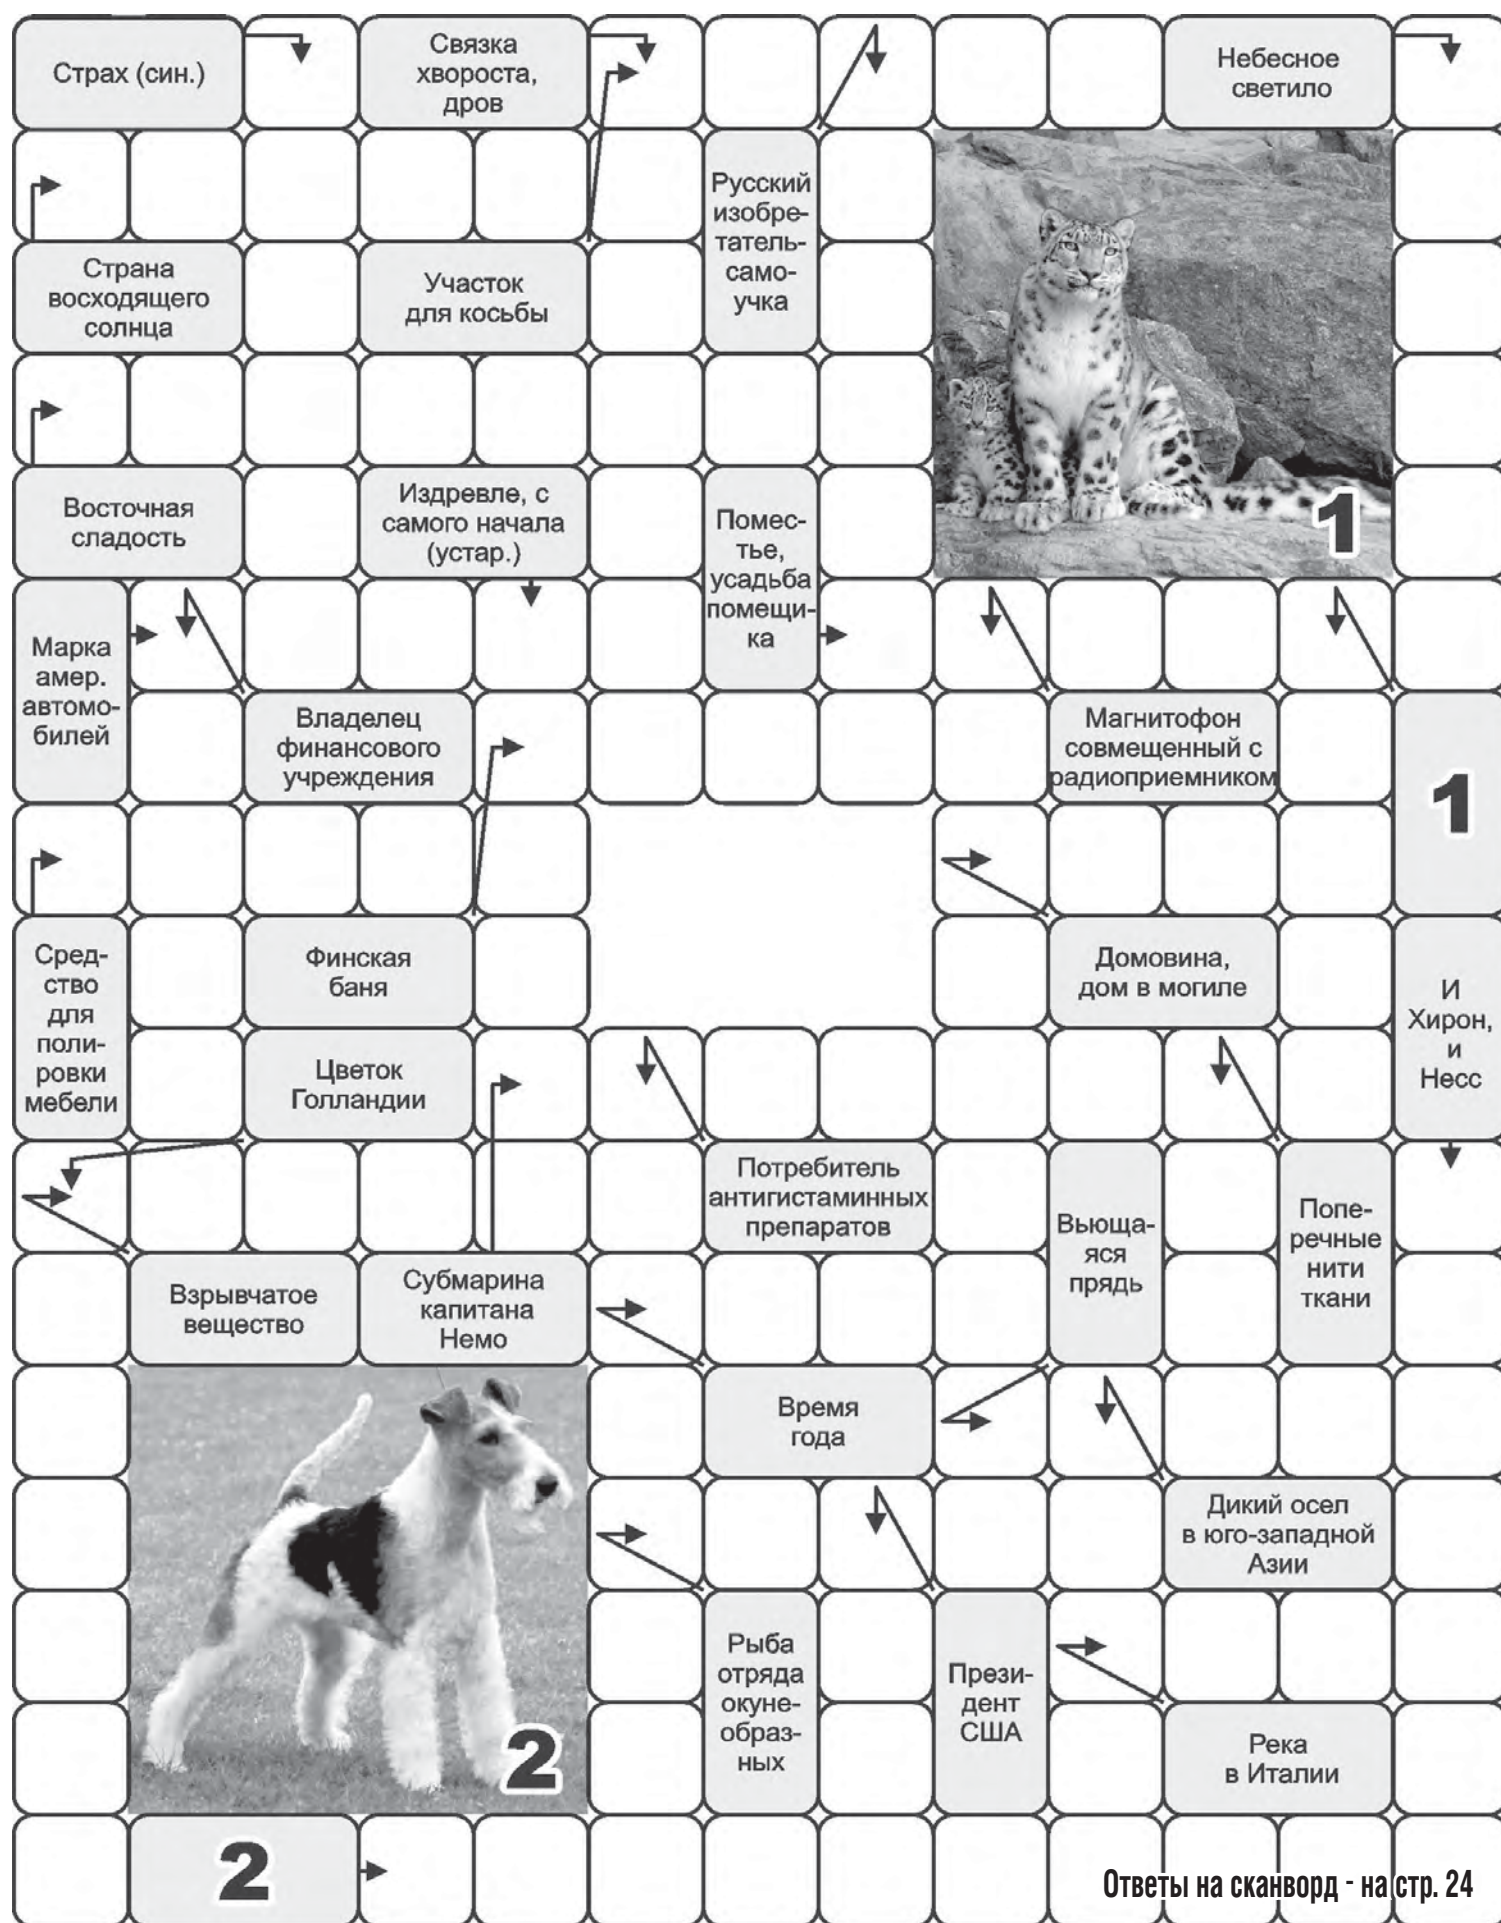 Страх (син.)
Связка
хвороста,
дров
Небесное
светило
Русский
изобре-
татель-
само-
учка
Страна
восходящего
солнца
Участок
для косьбы
1
Восточная
сладость
Издревле, с
самого начала
(устар.)
Помес-
тье,
усадьба
помещи-
ка
Марка
амер.
автомо-
билей
Владелец
финансового
учреждения
Магнитофон
совмещенный с
радиоприемником
1
Сред-
ство
для
поли-
ровки
мебели
Финская
баня
Домовина,
дом в могиле
И
Хирон,
и
Несс
Цветок
Голландии
Потребитель
антигистаминных
препаратов
Вьюща-
яся
прядь
Попе-
речные
нити
ткани
Взрывчатое
вещество
Субмарина
капитана
Немо
Время
года
Дикий осел
в юго-западной
Азии
2
Рыба
отряда
окуне-
образ-
ных
Прези-
дент
США
Река
в Италии
2
Ответы на сканворд - на стр. 24